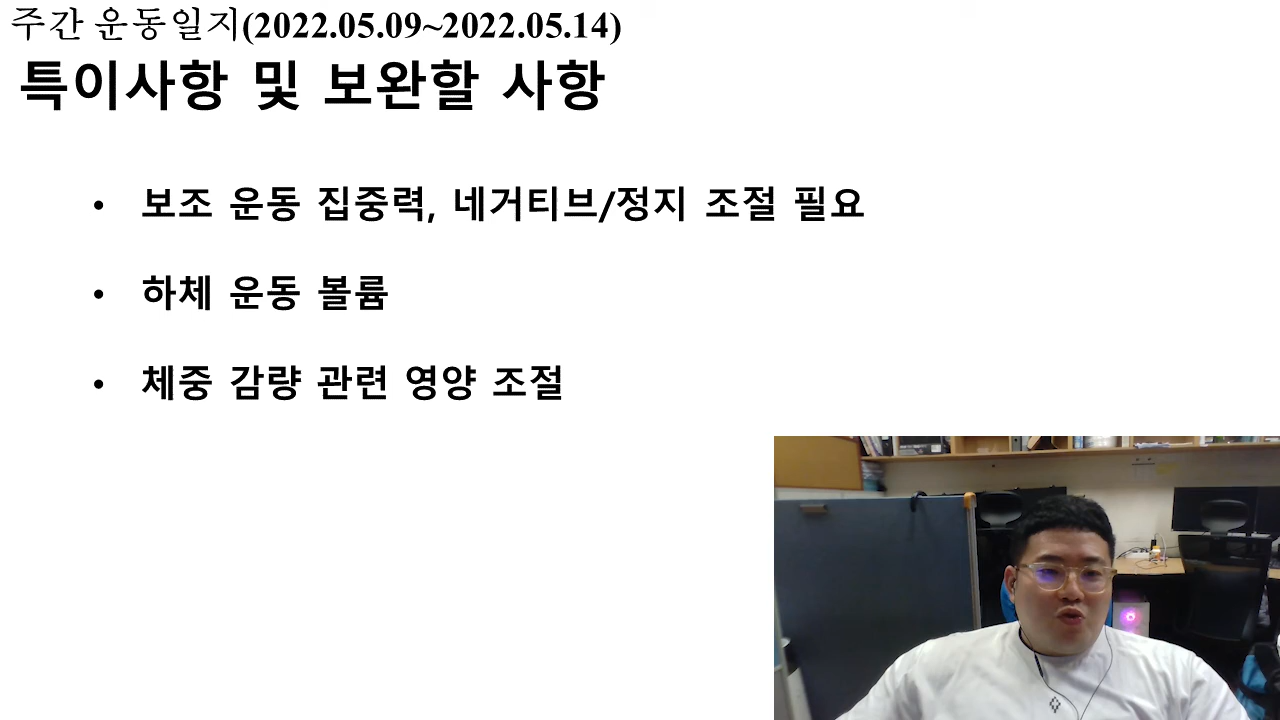 주간 운동일지(2022.05.09~2022.05.14)
특이사항 및 보완할 사항
• 보조 운동 집중력, 네거티브/정지 조절 필요
• 하체 운동 볼륨
• 체중 감량 관련 영양 조절